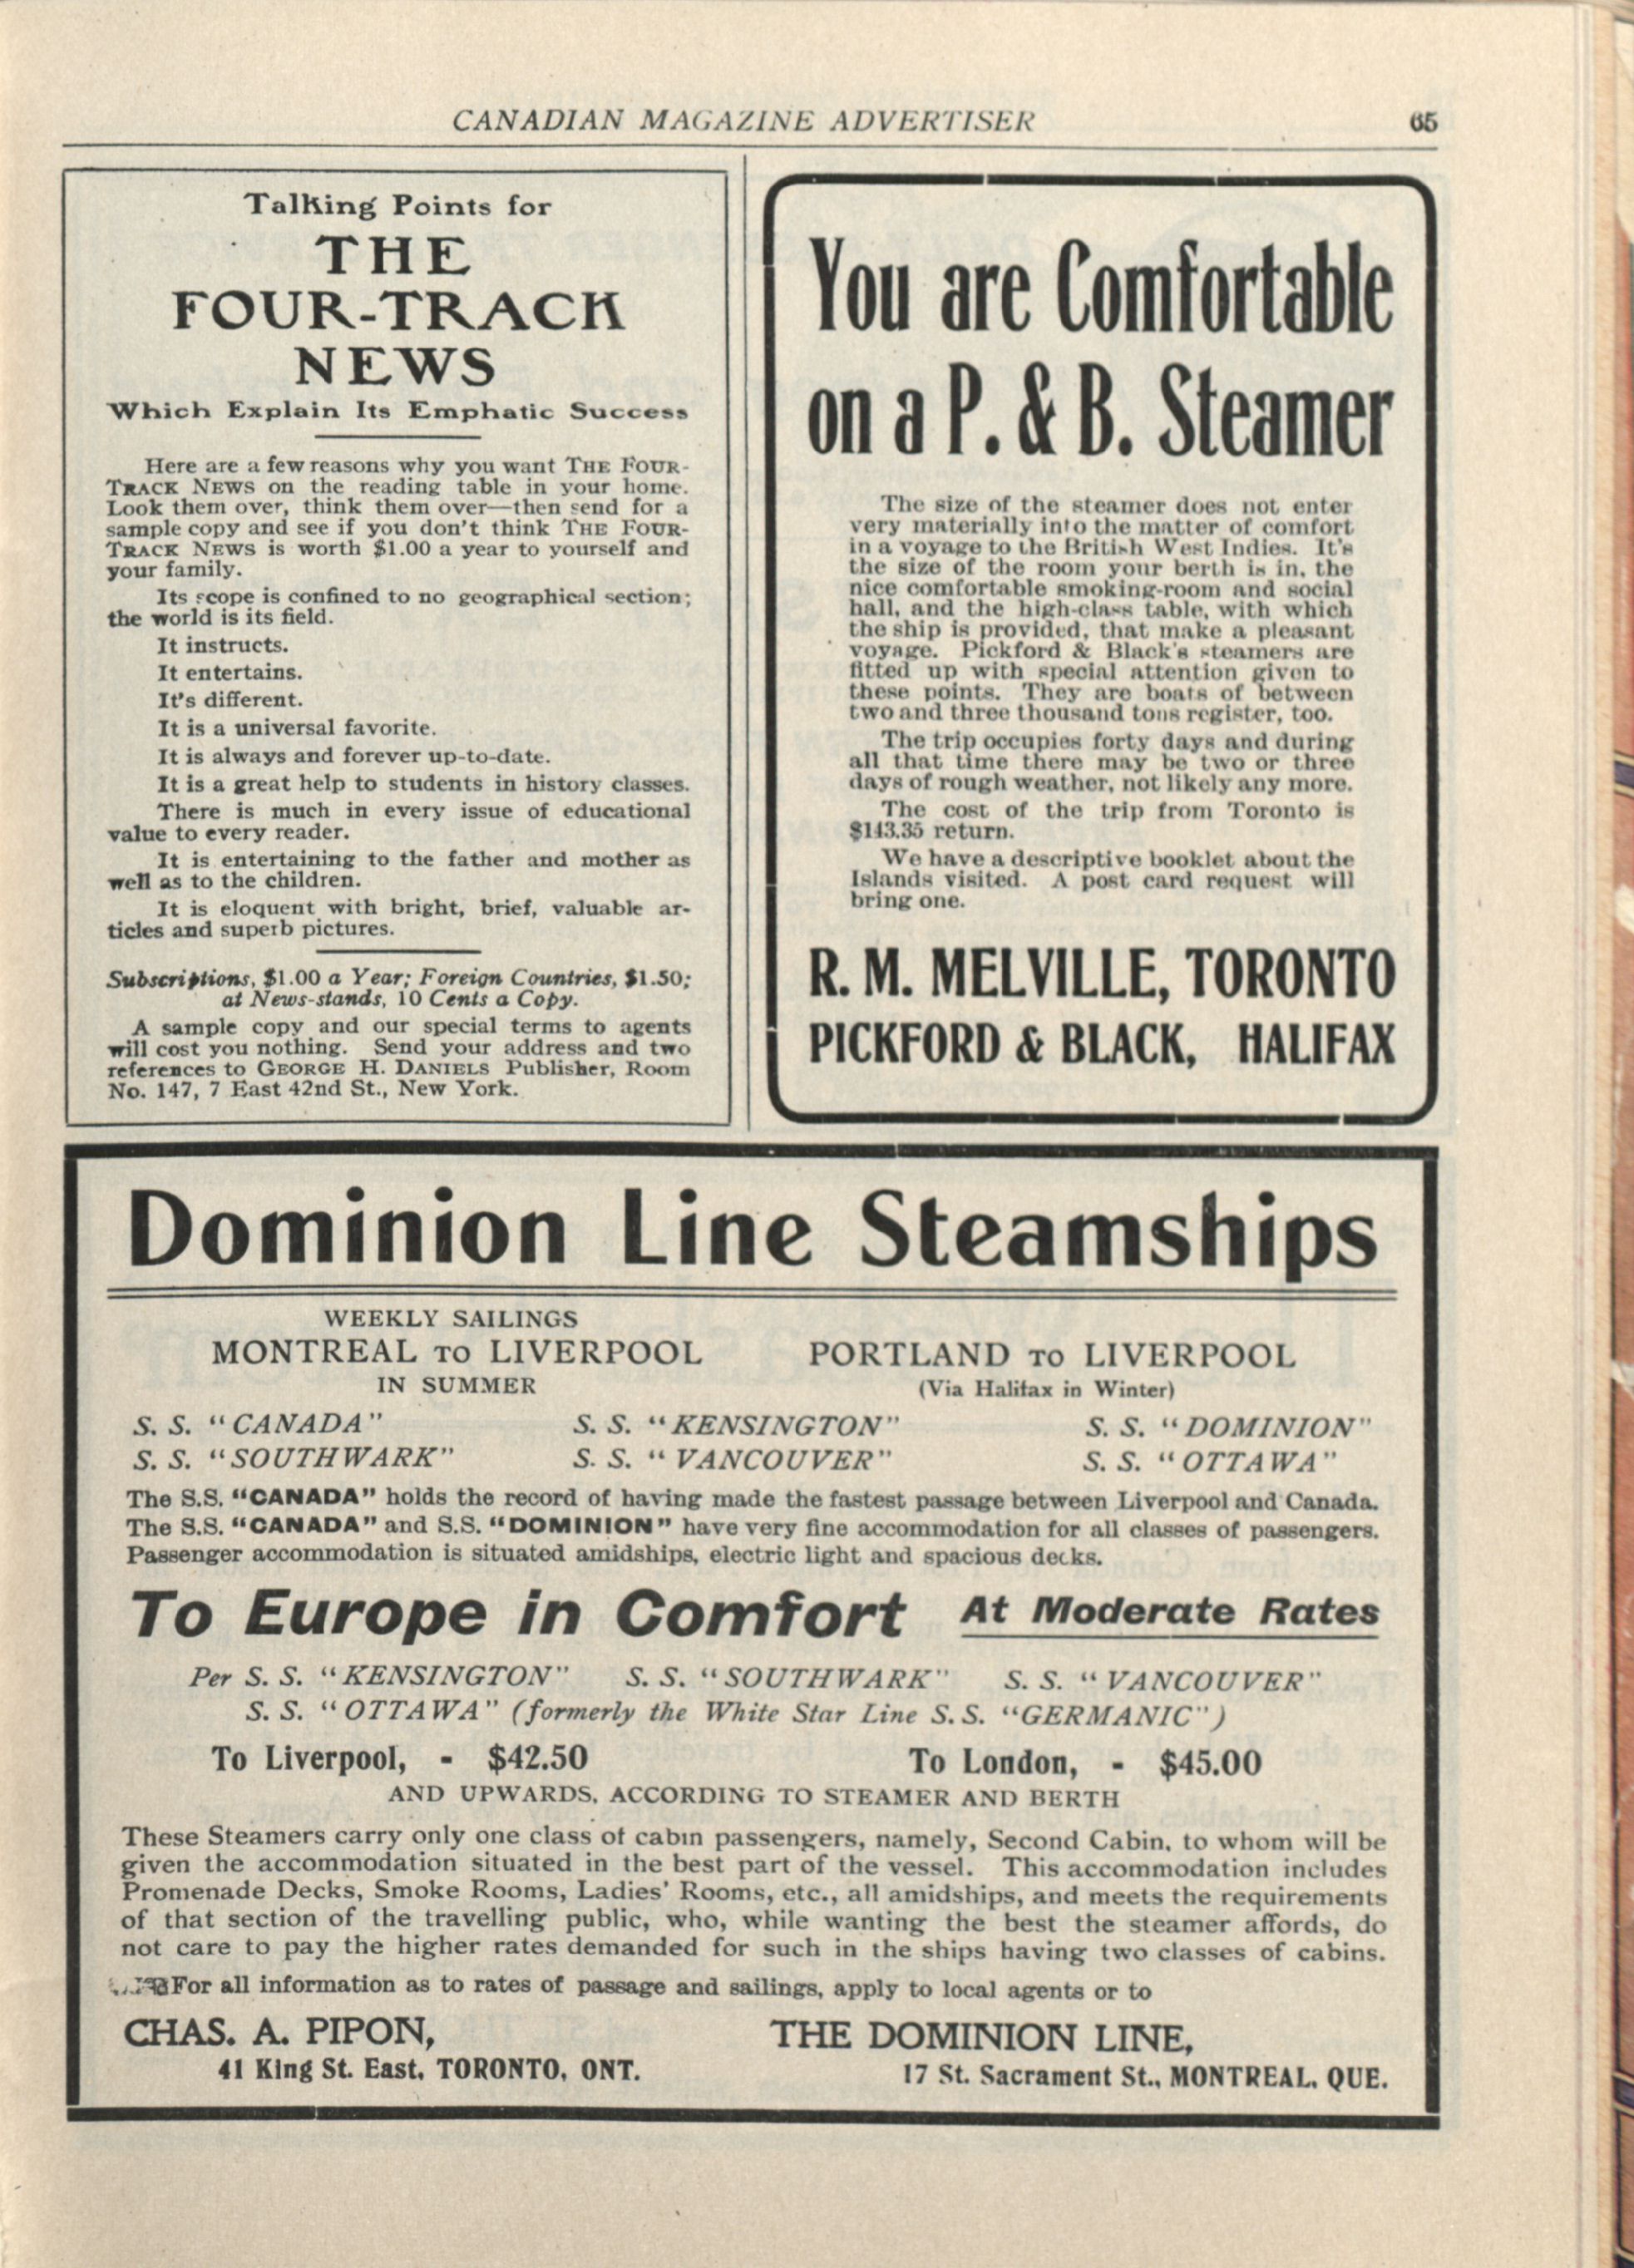 CANADIAN MAGAZINE ADVERTISER 65
Talking Points for
THE
FOUR-TRACK
NEWS
Which Explain Its Emphatic Success
Here are a few reasons why you want THE FOUR-
TRACK NEWS on the reading table in your home.
Look them over, think them over—then send for a
sample copy and see if you don't think THE FOUR-
TRACK NEWS is worth $1.00 a year to yourself and
your family.
Its scope is confined to no geographical section;
the world is its field.
It instructs.
It entertains.
It's different.
It is a universal favorite.
It is always and forever up-to-date.
It is a great help to students in history classes.
There is much in every issue of educational
value to every reader.
It is entertaining to the father and mother as
well as to the children.
It is eloquent with bright, brief, valuable ar-
ticles and superb pictures.
Subscriptions, $1.00 a Year; Foreign Countries, $1.50;
at News-stands, 10 Cents a Copy.
A sample copy and our special terms to agents
will cost you nothing. Send your address and two
references to GEORGE H. DANIELS Publisher, Room
No. 147, 7 East 42nd St., New York.
You are Comfortable
on a P. & B. Steamer
The size of the steamer does not enter
very materially into the matter of comfort
in a voyage to the British West Indies. It's
the size of the room your berth is in, the
nice comfortable smoking-room and social
hall, and the high-class table, with which
the ship is provided, that make a pleasant
voyage. Pickford & Black's steamers are
fitted up with special attention given to
these points. They are boats of between
two and three thousand tons register, too.
The trip occupies forty days and during
all that time there may be two or three
days of rough weather, not likely any more.
The cost of the trip from Toronto is
$143.35 return.
We have a descriptive booklet about the
Islands visited. A post card request will
bring one.
R. M. MELVILLE, TORONTO
PICKFORD & BLACK, HALIFAX
Dominion Line Steamships
WEEKLY SAILINGS
MONTREAL TO LIVERPOOL PORTLAND TO LIVERPOOL
IN SUMMER (Via Halifax in Winter)
S. S. "CANADA" S. S. "KENSINGTON" S. S. "DOMINION"
S. S. "SOUTHWARK" S. S. "VANCOUVER" S. S. "OTTAWA"
The S.S. "CANADA" holds the record of having made the fastest passage between Liverpool and Canada.
The S.S. "CANADA" and S.S. "DOMINION" have very fine accommodation for all classes of passengers.
Passenger accommodation is situated amidships, electric light and spacious decks.
To Europe in Comfort At Moderate Rates
Per S. S. "KENSINGTON" S. S. "SOUTHWARK" S. S. "VANCOUVER"
S. S. "OTTAWA" (formerly the White Star Line S. S. "GERMANIC")
To Liverpool, - $42.50 To London, - $45.00
AND UPWARDS, ACCORDING TO STEAMER AND BERTH
These Steamers carry only one class of cabin passengers, namely, Second Cabin, to whom will be
given the accommodation situated in the best part of the vessel. This accommodation includes
Promenade Decks, Smoke Rooms, Ladies' Rooms, etc., all amidships, and meets the requirements
of that section of the travelling public, who, while wanting the best the steamer affords, do
not care to pay the higher rates demanded for such in the ships having two classes of cabins.
For all information as to rates of passage and sailings, apply to local agents or to
CHAS. A. PIPON, THE DOMINION LINE,
41 King St. East, TORONTO, ONT. 17 St. Sacrament St., MONTREAL, QUE.